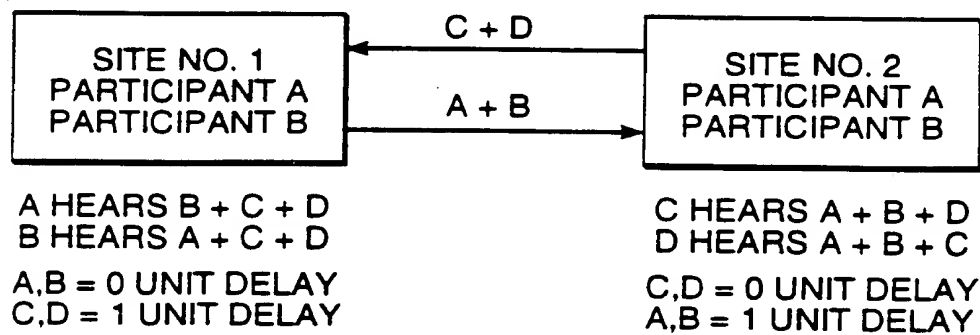 SITE NO. 1
PARTICIPANT A
PARTICIPANT B
C + D
A + B
SITE NO. 2
PARTICIPANT A
PARTICIPANT B
A HEARS B + C + D
B HEARS A + C + D
A,B = 0 UNIT DELAY
C,D = 1 UNIT DELAY
C HEARS A + B + D
D HEARS A + B + C
C,D = 0 UNIT DELAY
A,B = 1 UNIT DELAY